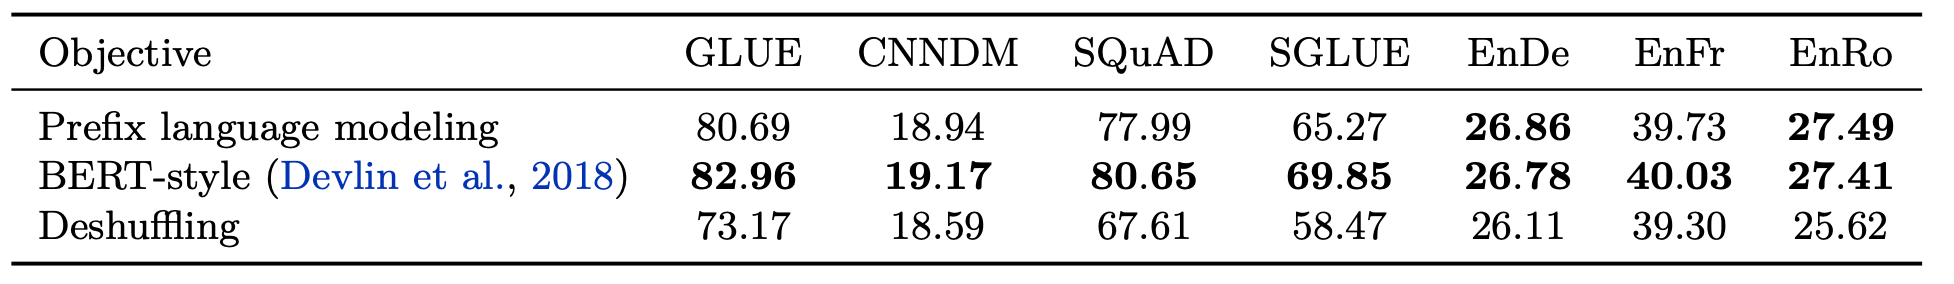 Objective GLUE CNNDM SQuAD SGLUE EnDe EnFr EnRo
Prefix language modeling 80.69 18.94 77.99 65.27 26.86 39.73 27.49
BERT-style (Devlin et al., 2018) 82.96 19.17 80.65 69.85 26.78 40.03 27.41
Deshuffling 73.17 18.59 67.61 58.47 26.11 39.30 25.62